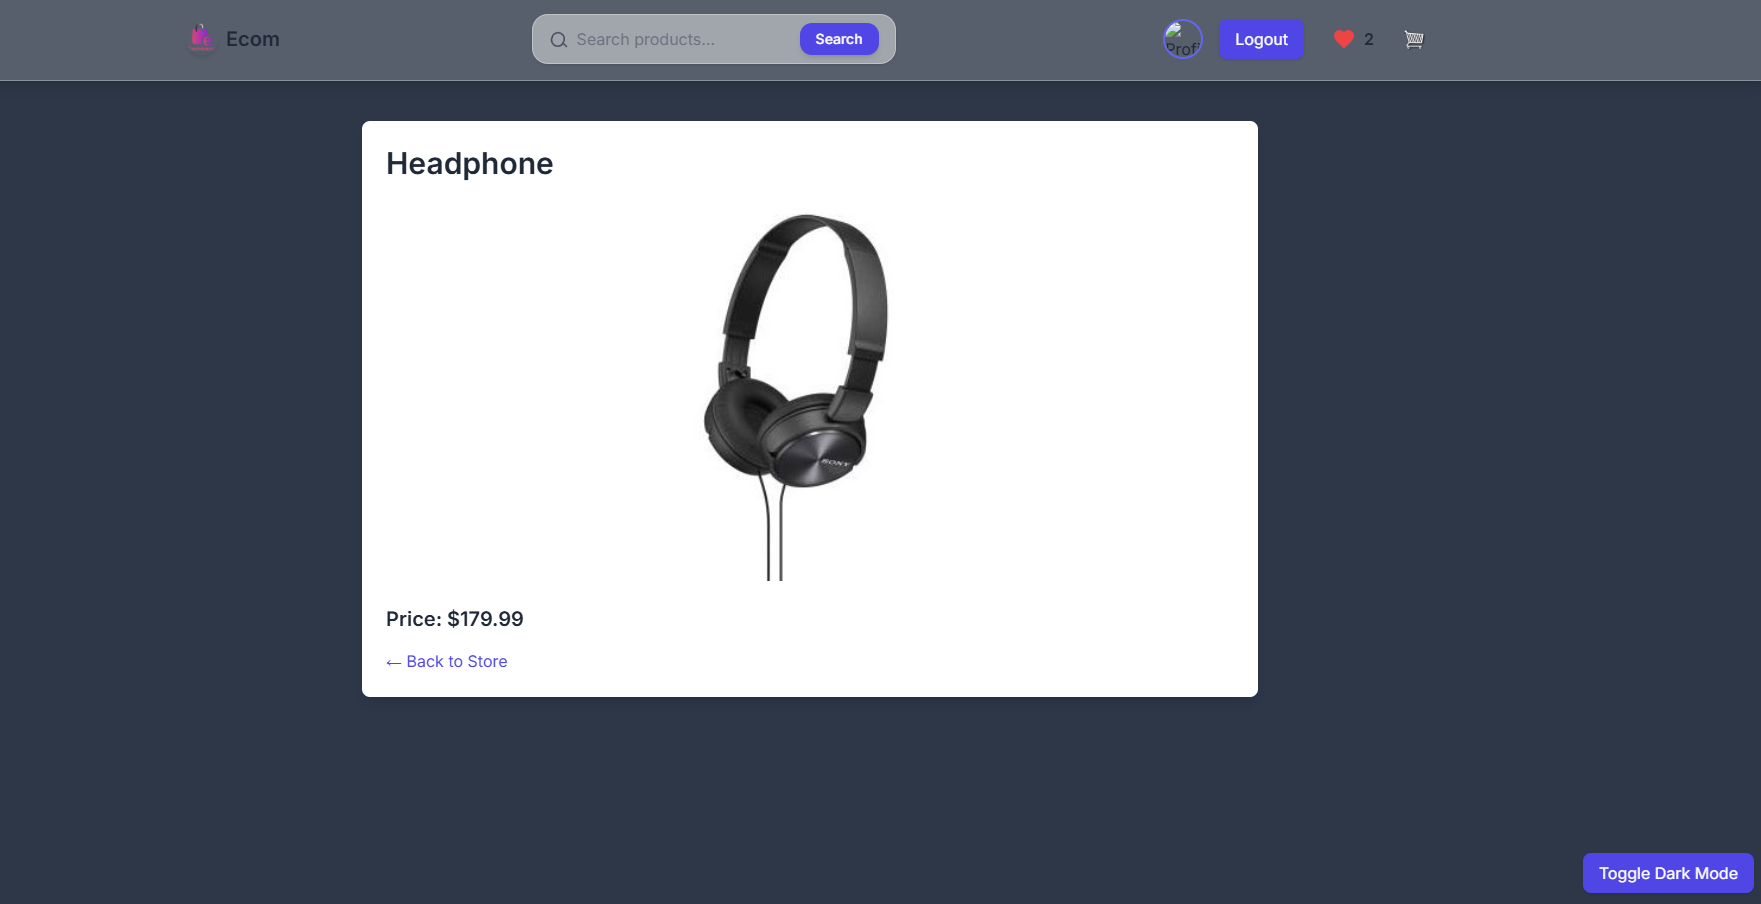 Ecom
Search products...
Search
Profi
Logout
2
Headphone
SONY
Price: $179.99
← Back to Store
Toggle Dark Mode